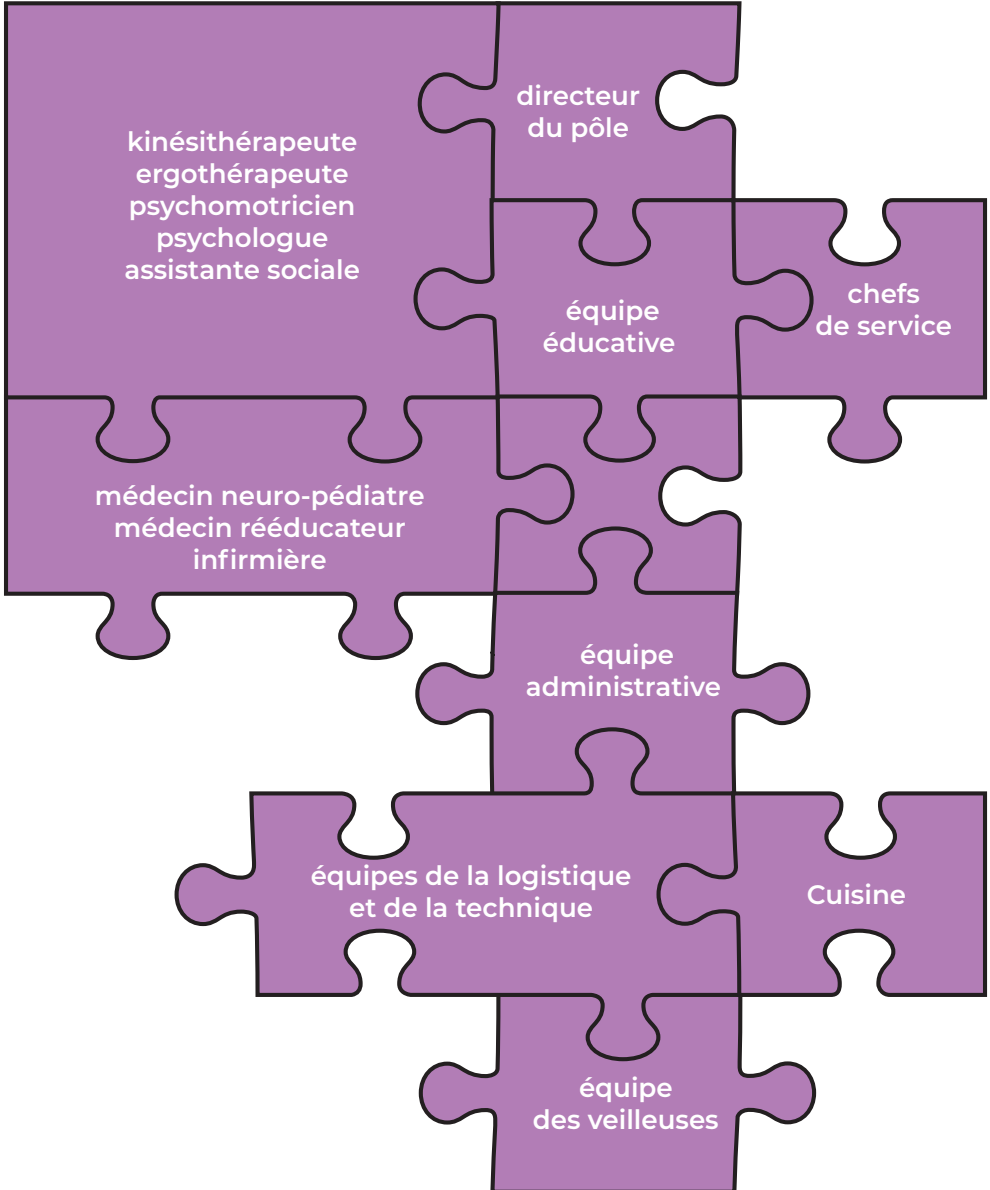 directeur
du pôle
kinésithérapeute
ergothérapeute
psychomotricien
psychologue
assistante sociale
équipe
éducative
chefs
de service
médecin neuro-pédiatre
médecin rééducateur
infirmière
équipe
administrative
équipes de la logistique
et de la technique
Cuisine
équipe
des veilleuses